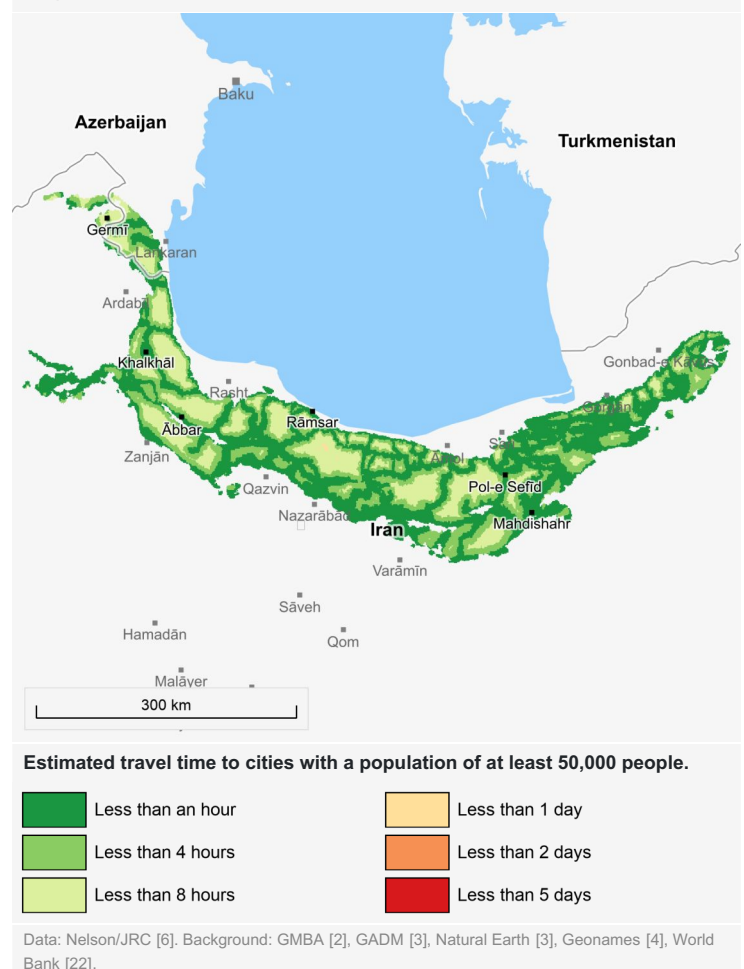 Baku
Azerbaijan
Turkmenistan
Germī
Lankaran
Ardabī
Khalkhāl
Gonbad-e Kāvūs
Rasht
Gorgān
Ābbar
Rāmsar
Zanjān
Pol-e Sefīd
Qazvin
Nazarābād
Mahdishahr
Iran
Varāmīn
Sāveh
Hamadān
Qom
Malāyer
300 km
Estimated travel time to cities with a population of at least 50,000 people.
Less than an hour
Less than 1 day
Less than 4 hours
Less than 2 days
Less than 8 hours
Less than 5 days
Data: Nelson/JRC [6]. Background: GMBA [2], GADM [3], Natural Earth [3], Geonames [4], World
Bank [22].